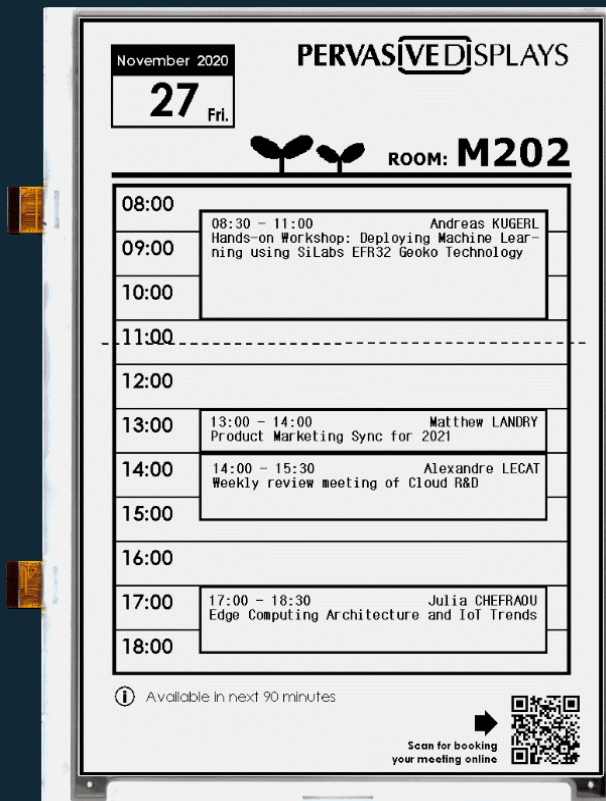 November 2020
27 Fri.
PERVASIVE DISPLAYS
ROOM: M202
08:00
08:30 - 11:00 Andreas KUGERL
Hands-on Workshop: Deploying Machine Lear-
ning using SiLabs EFR32 Geoko Technology
09:00
10:00
11:00
12:00
13:00
13:00 - 14:00 Matthew LANDRY
Product Marketing Sync for 2021
14:00
14:00 - 15:30 Alexandre LECAT
Weekly review meeting of Cloud R&D
15:00
16:00
17:00
17:00 - 18:30 Julia CHEFRAOU
Edge Computing Architecture and IoT Trends
18:00
i Available in next 90 minutes
Scan for booking
your meeting online